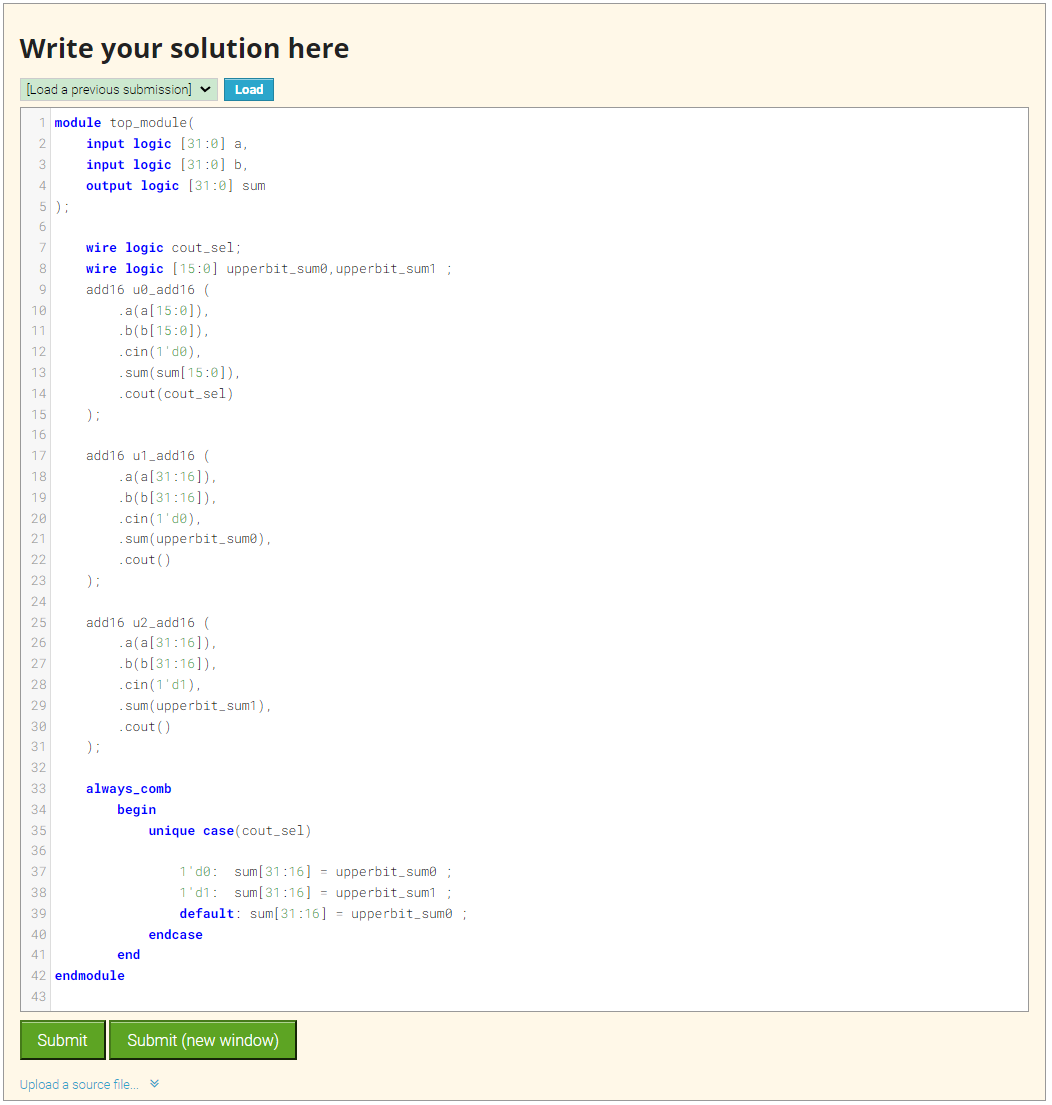 Write your solution here
[Load a previous submission] Load
1 module top_module(
2 input logic [31:0] a,
3 input logic [31:0] b,
4 output logic [31:0] sum
5 );
6
7 wire logic cout_sel;
8 wire logic [15:0] upperbit_sum0,upperbit_sum1 ;
9 add16 u0_add16 (
10 .a(a[15:0]),
11 .b(b[15:0]),
12 .cin(1'd0),
13 .sum(sum[15:0]),
14 .cout(cout_sel)
15 );
16
17 add16 u1_add16 (
18 .a(a[31:16]),
19 .b(b[31:16]),
20 .cin(1'd0),
21 .sum(upperbit_sum0),
22 .cout()
23 );
24
25 add16 u2_add16 (
26 .a(a[31:16]),
27 .b(b[31:16]),
28 .cin(1'd1),
29 .sum(upperbit_sum1),
30 .cout()
31 );
32
33 always_comb
34 begin
35 unique case(cout_sel)
36
37 1'd0: sum[31:16] = upperbit_sum0 ;
38 1'd1: sum[31:16] = upperbit_sum1 ;
39 default: sum[31:16] = upperbit_sum0 ;
40 endcase
41 end
42 endmodule
43
Submit Submit (new window)
Upload a source file...